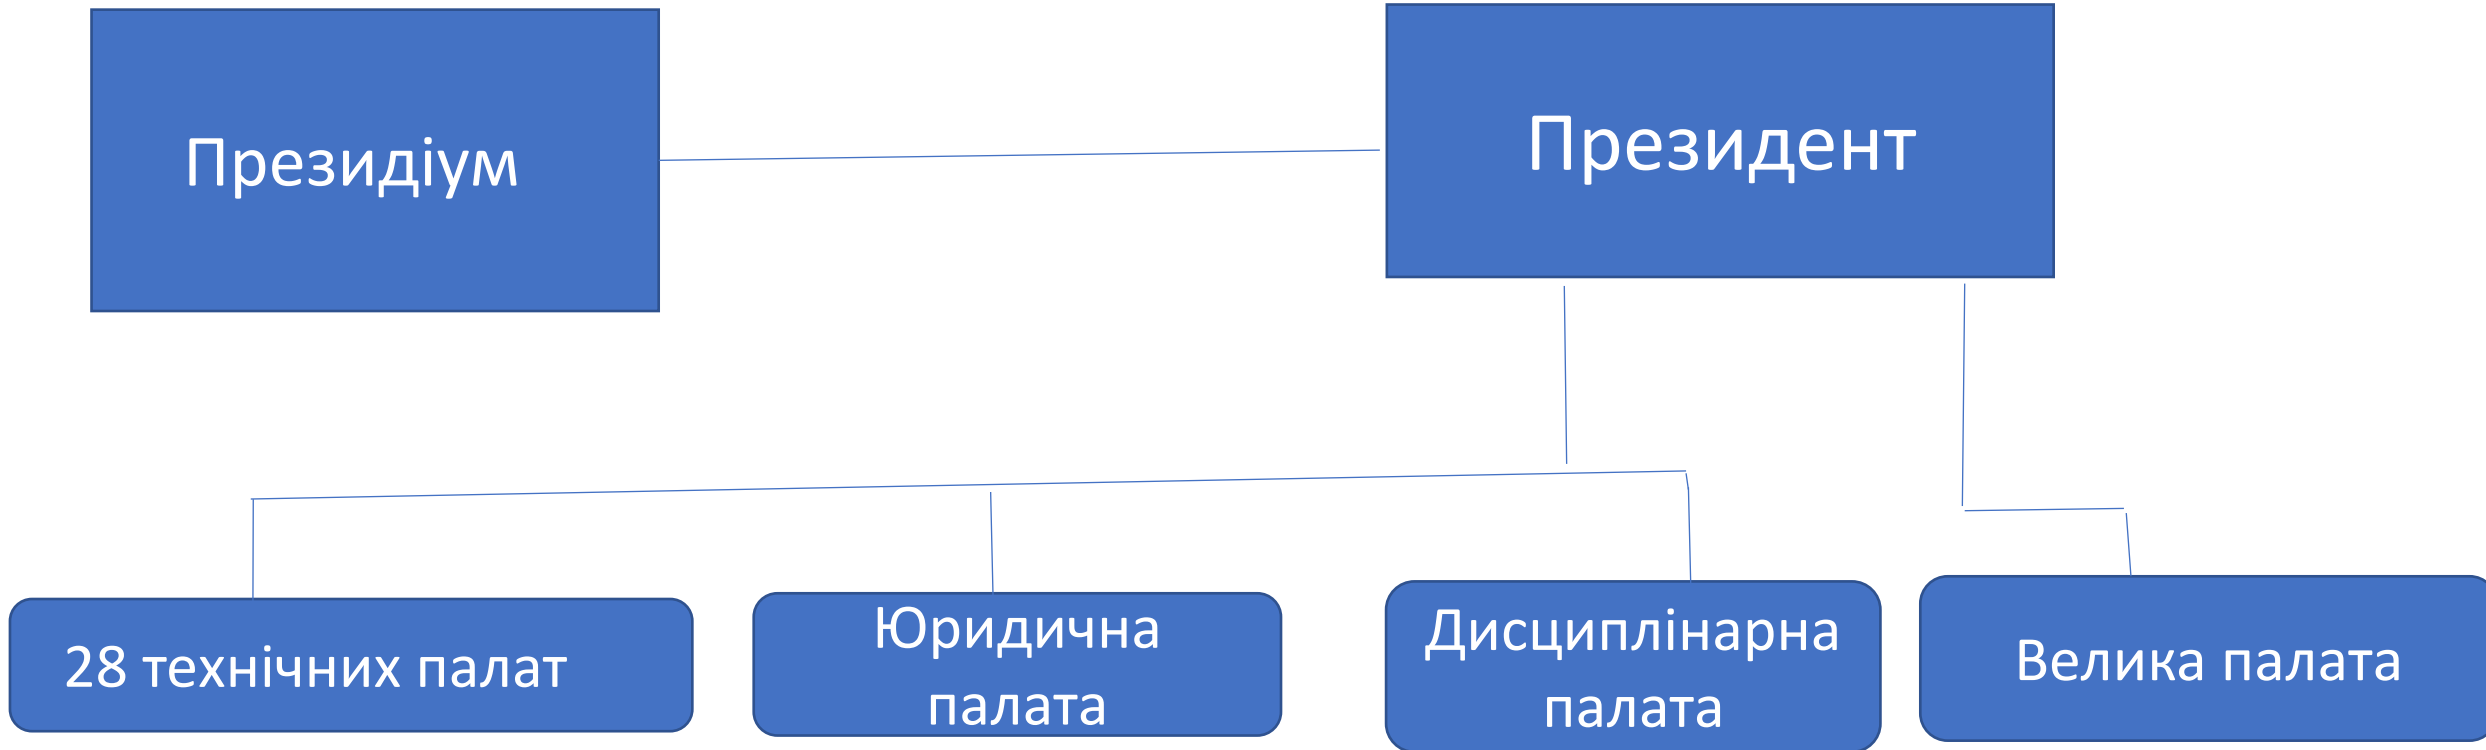 Президіум
Президент
28 технічних палат
Юридична
палата
Дисциплінарна
палата
Велика палата